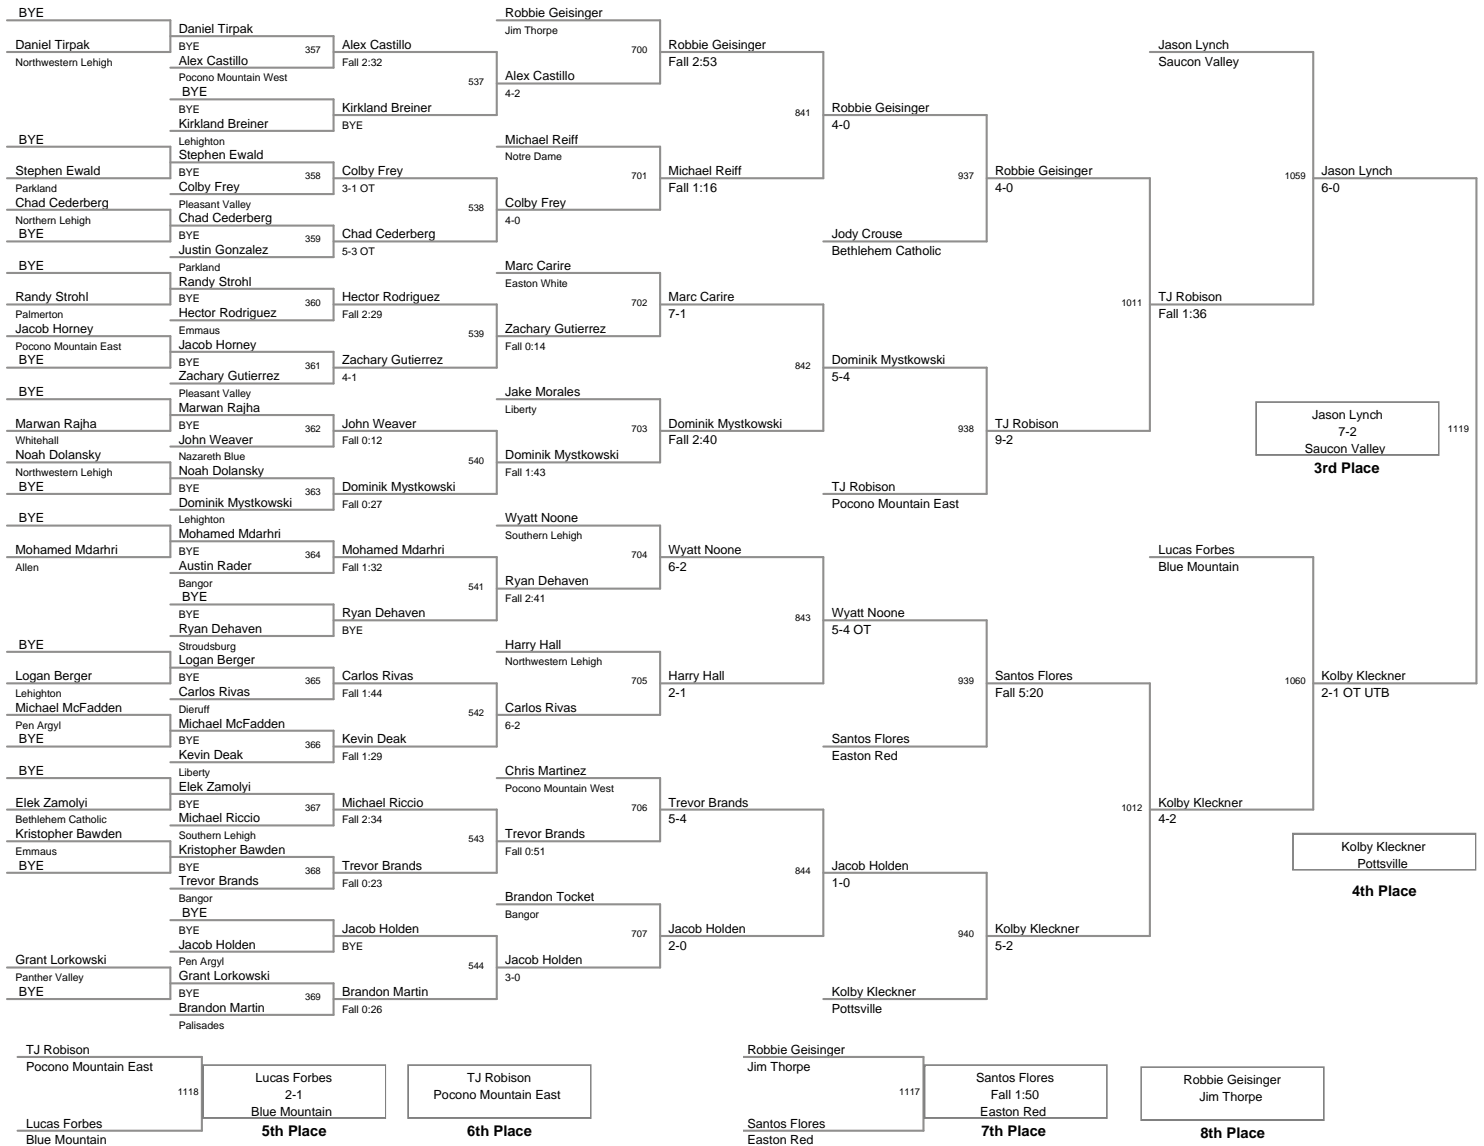 BYE
Daniel Tirpak
Northwestern Lehigh
BYE
Stephen Ewald
Parkland
Chad Cederberg
Northern Lehigh
BYE
BYE
Randy Strohl
Palmerton
Jacob Horney
Pocono Mountain East
BYE
BYE
Marwan Rajha
Whitehall
Noah Dolansky
Northwestern Lehigh
BYE
BYE
Mohamed Mdarhri
Allen
BYE
Logan Berger
Lehighton
Michael McFadden
Pen Argyl
BYE
BYE
Elek Zamolyi
Bethlehem Catholic
Kristopher Bawden
Emmaus
BYE
Grant Lorkowski
Panther Valley
BYE
Daniel Tirpak
BYE
357
Alex Castillo
Pocono Mountain West
BYE
BYE
Kirkland Breiner
Lehighton
Stephen Ewald
BYE
358
Colby Frey
Pleasant Valley
Chad Cederberg
BYE
359
Justin Gonzalez
Parkland
Randy Strohl
BYE
360
Hector Rodriguez
Emmaus
Jacob Horney
BYE
361
Zachary Gutierrez
Pleasant Valley
Marwan Rajha
BYE
362
John Weaver
Nazareth Blue
Noah Dolansky
BYE
363
Dominik Mystkowski
Lehighton
Mohamed Mdarhri
BYE
364
Austin Rader
Bangor
BYE
BYE
Ryan Dehaven
Stroudsburg
Logan Berger
BYE
365
Carlos Rivas
Dieruff
Michael McFadden
BYE
366
Kevin Deak
Liberty
Elek Zamolyi
BYE
367
Michael Riccio
Southern Lehigh
Kristopher Bawden
BYE
368
Trevor Brands
Bangor
BYE
BYE
Jacob Holden
Pen Argyl
Grant Lorkowski
BYE
369
Brandon Martin
Palisades
Alex Castillo
Fall 2:32
537
Kirkland Breiner
BYE
Colby Frey
3-1 OT
538
Chad Cederberg
5-3 OT
Hector Rodriguez
Fall 2:29
539
Zachary Gutierrez
4-1
John Weaver
Fall 0:12
540
Dominik Mystkowski
Fall 0:27
Mohamed Mdarhri
Fall 1:32
541
Ryan Dehaven
BYE
Carlos Rivas
Fall 1:44
542
Kevin Deak
Fall 1:29
Michael Riccio
Fall 2:34
543
Trevor Brands
Fall 0:23
Jacob Holden
BYE
544
Brandon Martin
Fall 0:26
Robbie Geisinger
Jim Thorpe
700
Alex Castillo
4-2
Michael Reiff
Notre Dame
701
Colby Frey
4-0
Marc Carire
Easton White
702
Zachary Gutierrez
Fall 0:14
Jake Morales
Liberty
703
Dominik Mystkowski
Fall 1:43
Wyatt Noone
Southern Lehigh
704
Ryan Dehaven
Fall 2:41
Harry Hall
Northwestern Lehigh
705
Carlos Rivas
6-2
Chris Martinez
Pocono Mountain West
706
Trevor Brands
Fall 0:51
Brandon Tocket
Bangor
707
Jacob Holden
3-0
Robbie Geisinger
Fall 2:53
841
Michael Reiff
Fall 1:16
Marc Carire
7-1
842
Dominik Mystkowski
Fall 2:40
Wyatt Noone
6-2
843
Harry Hall
2-1
Trevor Brands
5-4
844
Jacob Holden
2-0
Robbie Geisinger
4-0
937
Jody Crouse
Bethlehem Catholic
Dominik Mystkowski
5-4
938
TJ Robison
Pocono Mountain East
Wyatt Noone
5-4 OT
939
Santos Flores
Easton Red
Jacob Holden
1-0
940
Kolby Kleckner
Pottsville
Robbie Geisinger
4-0
1011
TJ Robison
9-2
Santos Flores
Fall 5:20
1012
Kolby Kleckner
5-2
Jason Lynch
Saucon Valley
1059
TJ Robison
Fall 1:36
Lucas Forbes
Blue Mountain
1060
Kolby Kleckner
4-2
Jason Lynch
6-0
Jason Lynch
7-2
Saucon Valley
1119
3rd Place
Kolby Kleckner
2-1 OT UTB
Kolby Kleckner
Pottsville
4th Place
TJ Robison
Pocono Mountain East
1118
Lucas Forbes
Blue Mountain
Lucas Forbes
2-1
Blue Mountain
5th Place
TJ Robison
Pocono Mountain East
6th Place
Robbie Geisinger
Jim Thorpe
1117
Santos Flores
Easton Red
Santos Flores
Fall 1:50
Easton Red
7th Place
Robbie Geisinger
Jim Thorpe
8th Place